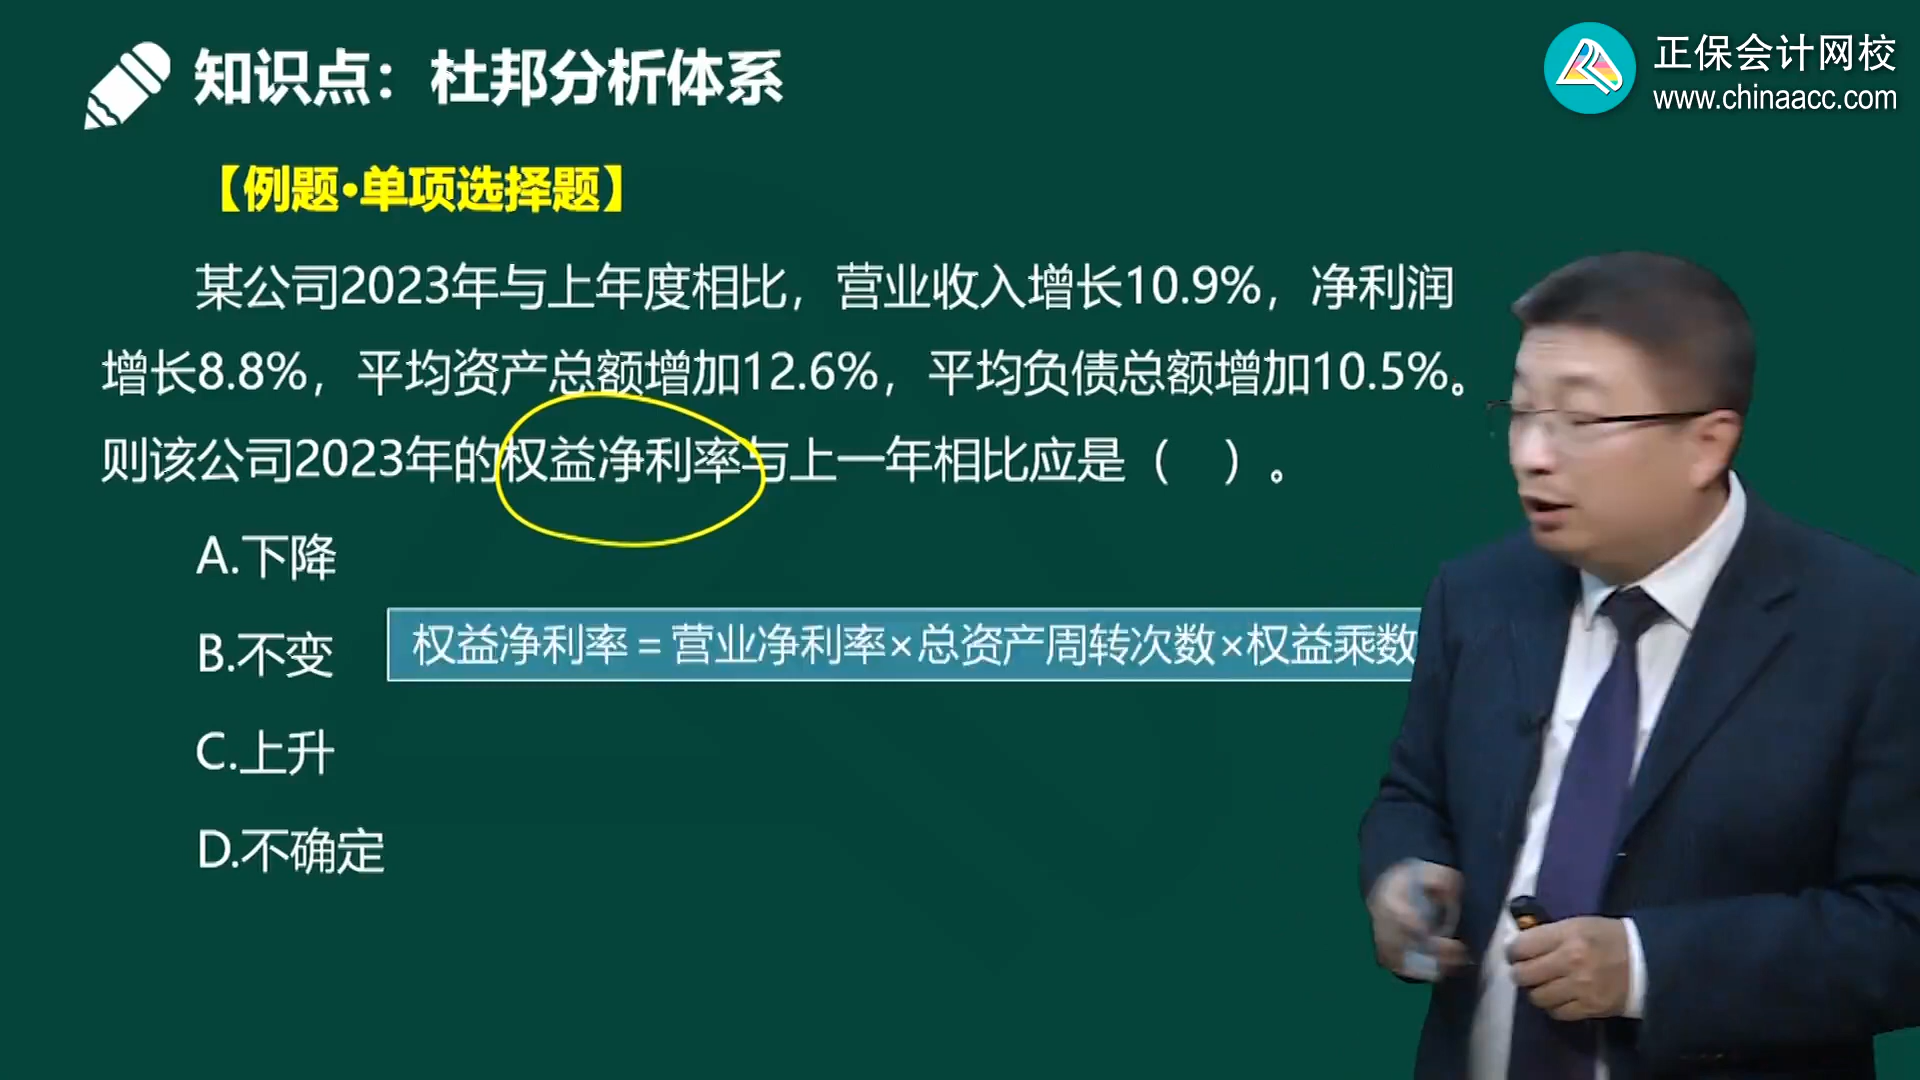 知识点：杜邦分析体系
正保会计网校
www.chinaacc.com
【例题•单项选择题】
某公司2023年与上年度相比，营业收入增长10.9%，净利润
增长8.8%，平均资产总额增加12.6%，平均负债总额增加10.5%。
则该公司2023年的权益净利率与上一年相比应是（　）。
A.下降
B.不变
权益净利率=营业净利率×总资产周转次数×权益乘数
C.上升
D.不确定